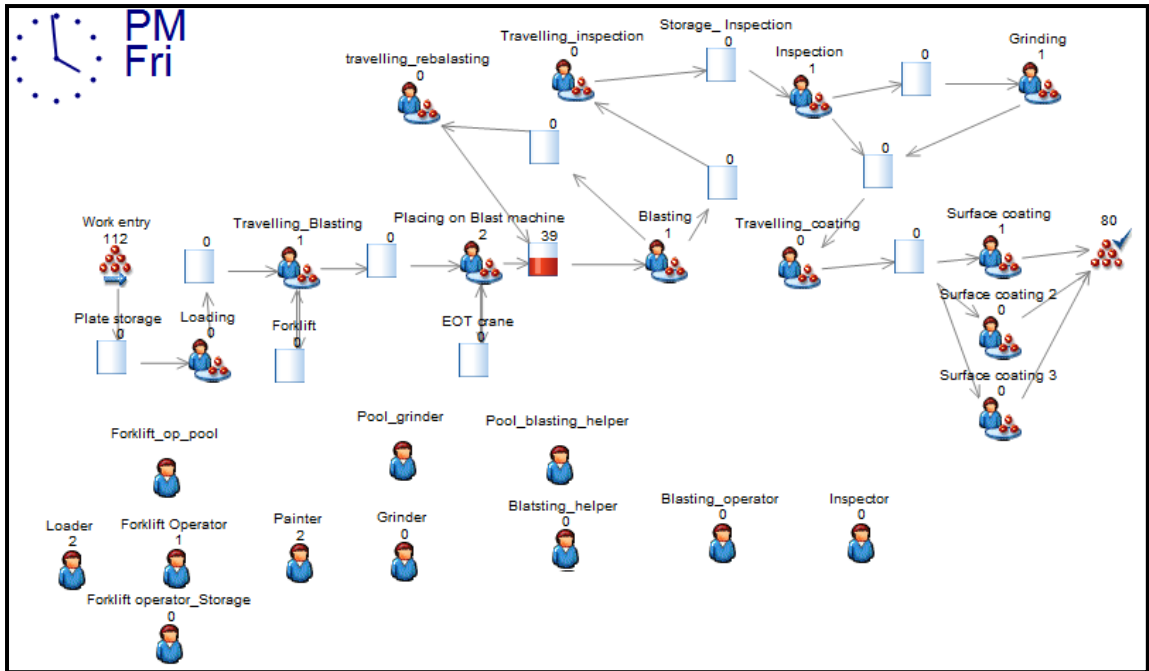 PM
Fri
Travelling_inspection
0
Storage_ Inspection
0
Inspection
1
0
Grinding
1
travelling_rebalasting
0
0
0
0
Work entry
112
0
Travelling_Blasting
1
0
Placing on Blast machine
2
39
Blasting
1
Travelling_coating
0
0
Surface coating
1
80
Plate storage
0
Loading
0
Forklift
0
EOT crane
0
Surface coating 2
0
Surface coating 3
0
Forklift_op_pool
Pool_grinder
Pool_blasting_helper
Loader
2
Forklift Operator
1
Painter
2
Grinder
0
Blatsting_helper
0
Blasting_operator
0
Inspector
0
Forklift operator_Storage
0